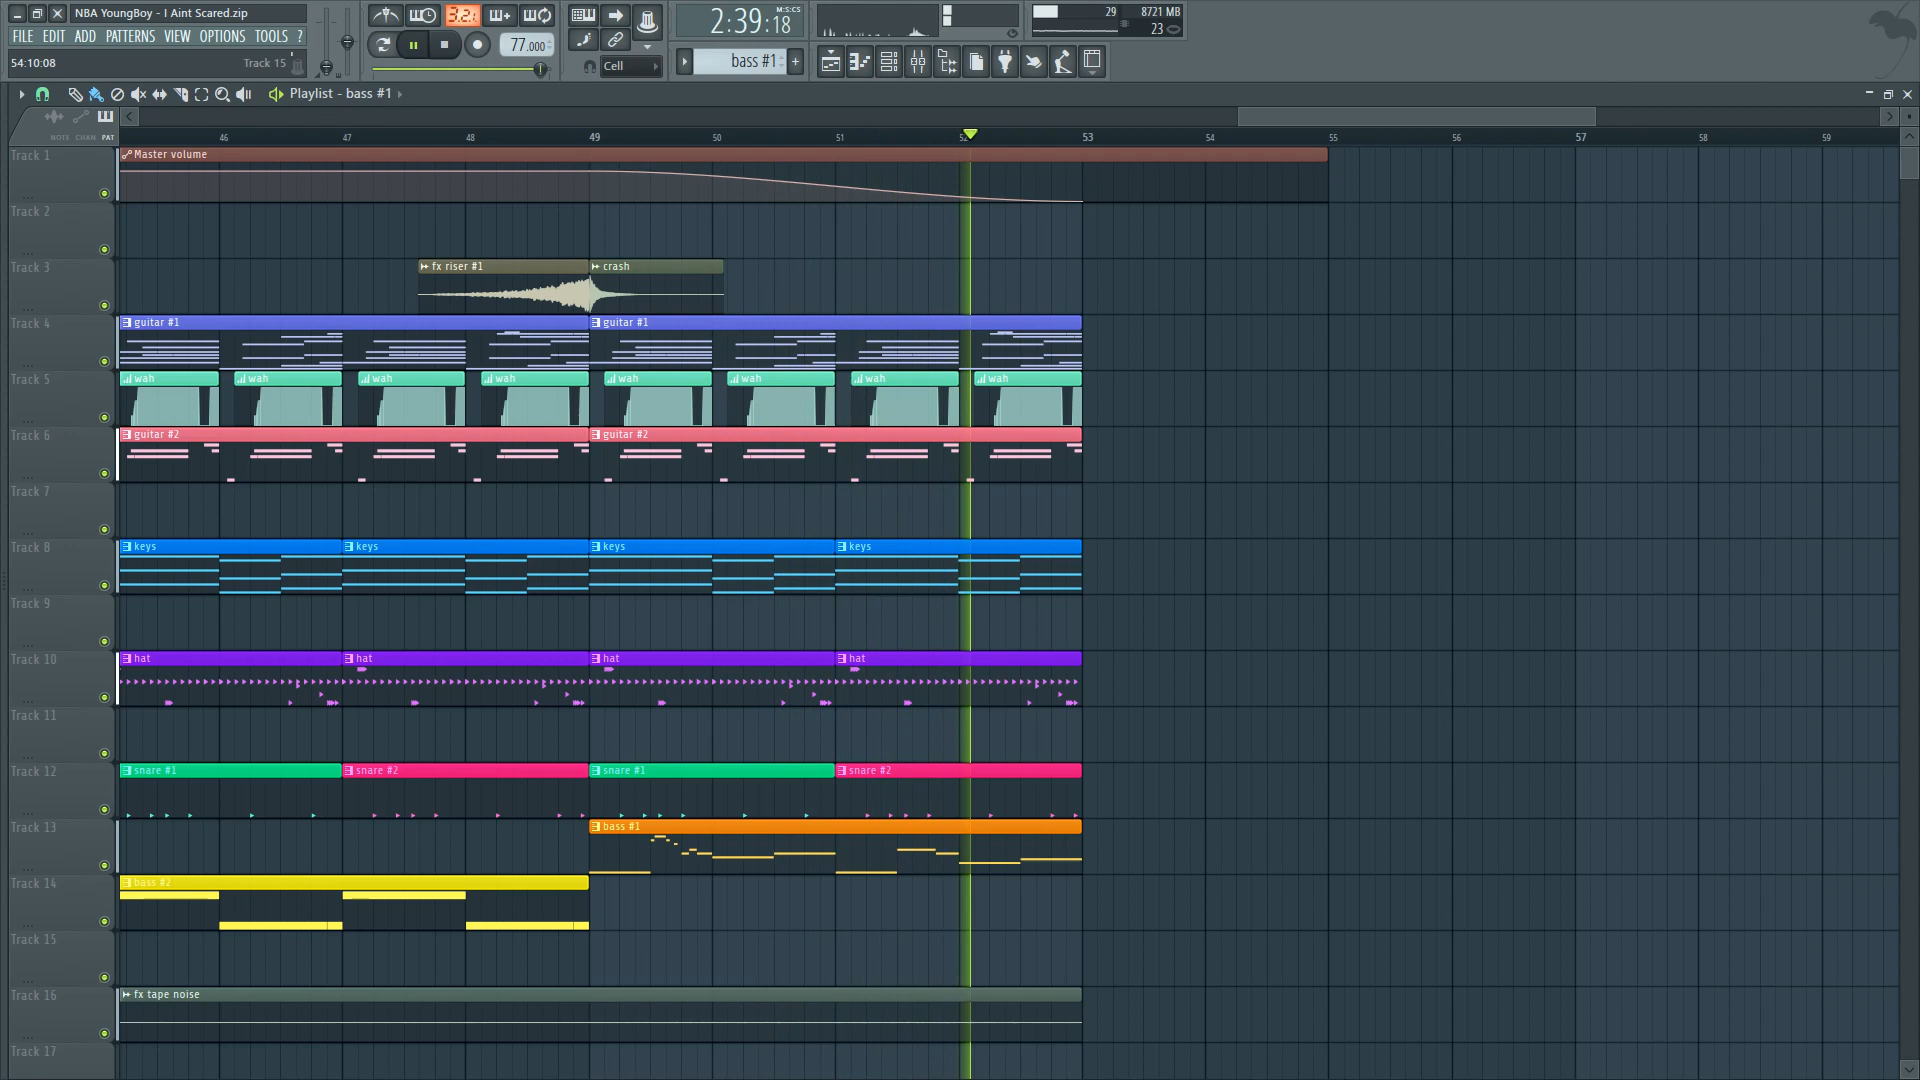 NBA YoungBoy - I Aint Scared.zip
FILE EDIT ADD PATTERNS VIEW OPTIONS TOOLS ?
54:10:08 Track 15
3.2.
77.000
Cell
2:39:18 M:S:CS
bass #1
29 8721 MB
23
Playlist - bass #1
NOTE CHAN PAT
46 47 48 49 50 51 52 53 54 55 56 57 58 59
Track 1 Master volume
Track 2
Track 3 fx riser #1 crash
Track 4 guitar #1 guitar #1
Track 5 wah wah wah wah wah wah wah wah
Track 6 guitar #2 guitar #2
Track 7
Track 8 keys keys keys keys
Track 9
Track 10 hat hat hat hat
Track 11
Track 12 snare #1 snare #2 snare #1 snare #2
Track 13 bass #1
Track 14 bass #2
Track 15
Track 16 fx tape noise
Track 17